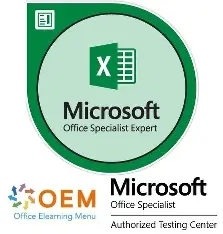 X
Microsoft
Office Specialist Expert
OEM
Office Elearning Menu
Microsoft
Office Specialist
Authorized Testing Center